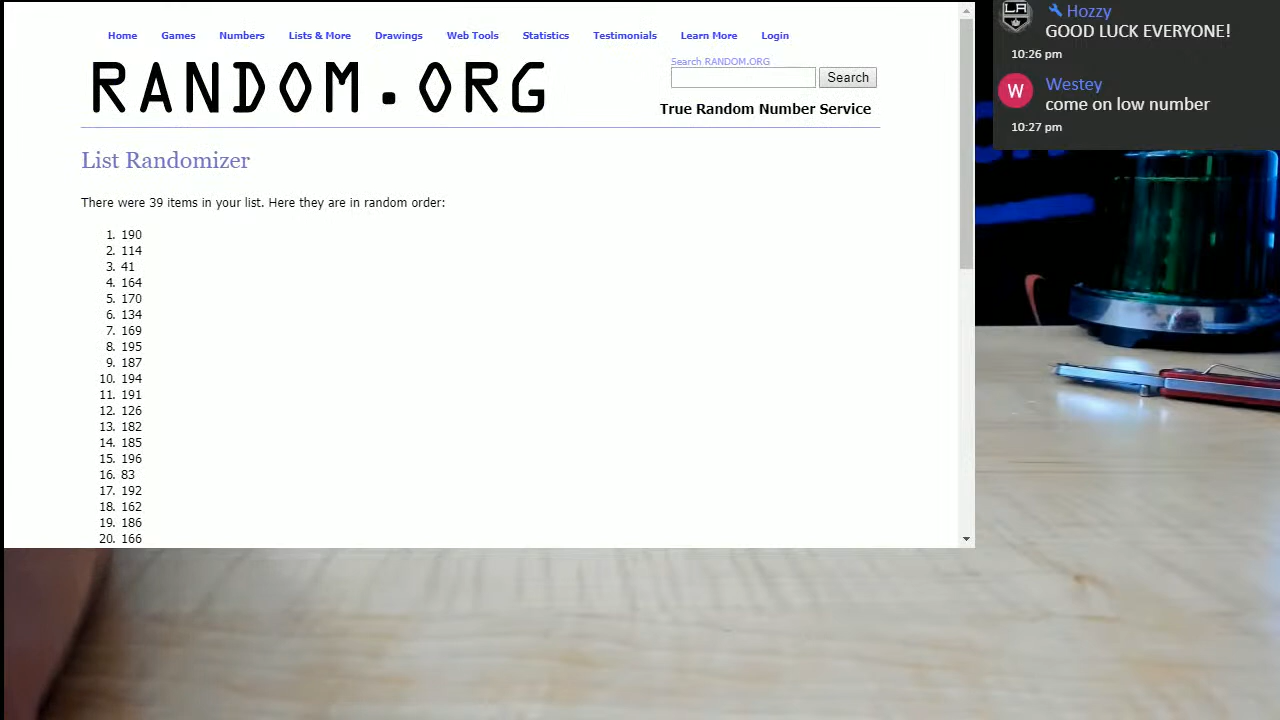 Home Games Numbers Lists & More Drawings Web Tools Statistics Testimonials Learn More Login
RANDOM.ORG
Search RANDOM.ORG
Search
True Random Number Service
List Randomizer
There were 39 items in your list. Here they are in random order:
1. 190
2. 114
3. 41
4. 164
5. 170
6. 134
7. 169
8. 195
9. 187
10. 194
11. 191
12. 126
13. 182
14. 185
15. 196
16. 83
17. 192
18. 162
19. 186
20. 166
LA
Hozzy
GOOD LUCK EVERYONE!
10:26 pm
W
Westey
come on low number
10:27 pm